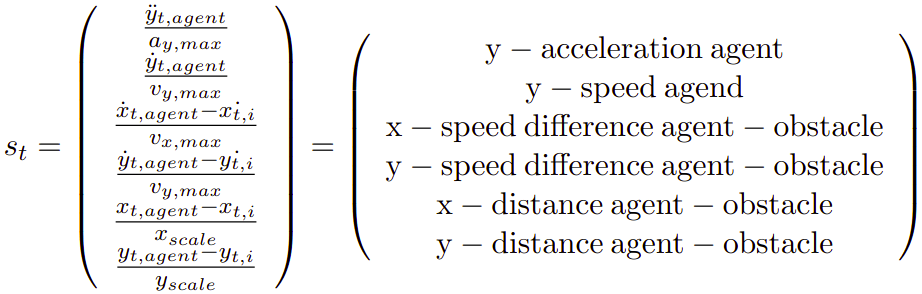 s_t = ( ÿ_{t,agent} / a_{y,max} ) = ( y − acceleration agent )
ẏ_{t,agent} / v_{y,max} y − speed agend
ẋ_{t,agent} − ẋ_{t,i} / v_{x,max} x − speed difference agent − obstacle
ẏ_{t,agent} − ẏ_{t,i} / v_{y,max} y − speed difference agent − obstacle
x_{t,agent} − x_{t,i} / x_{scale} x − distance agent − obstacle
y_{t,agent} − y_{t,i} / y_{scale} y − distance agent − obstacle